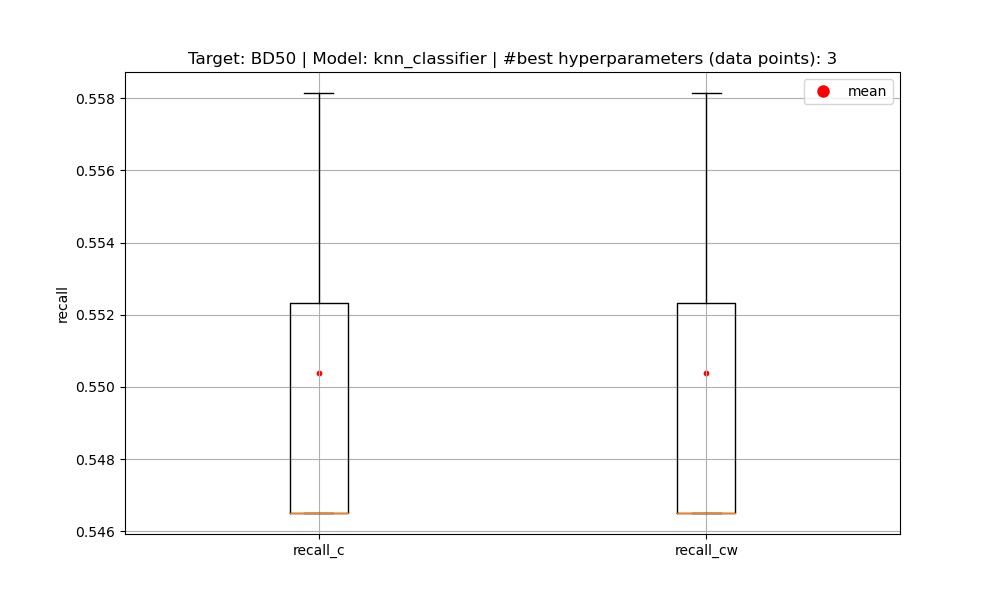 Target: BD50 | Model: knn_classifier | #best hyperparameters (data points): 3
mean
recall
0.558
0.556
0.554
0.552
0.550
0.548
0.546
recall_c
recall_cw